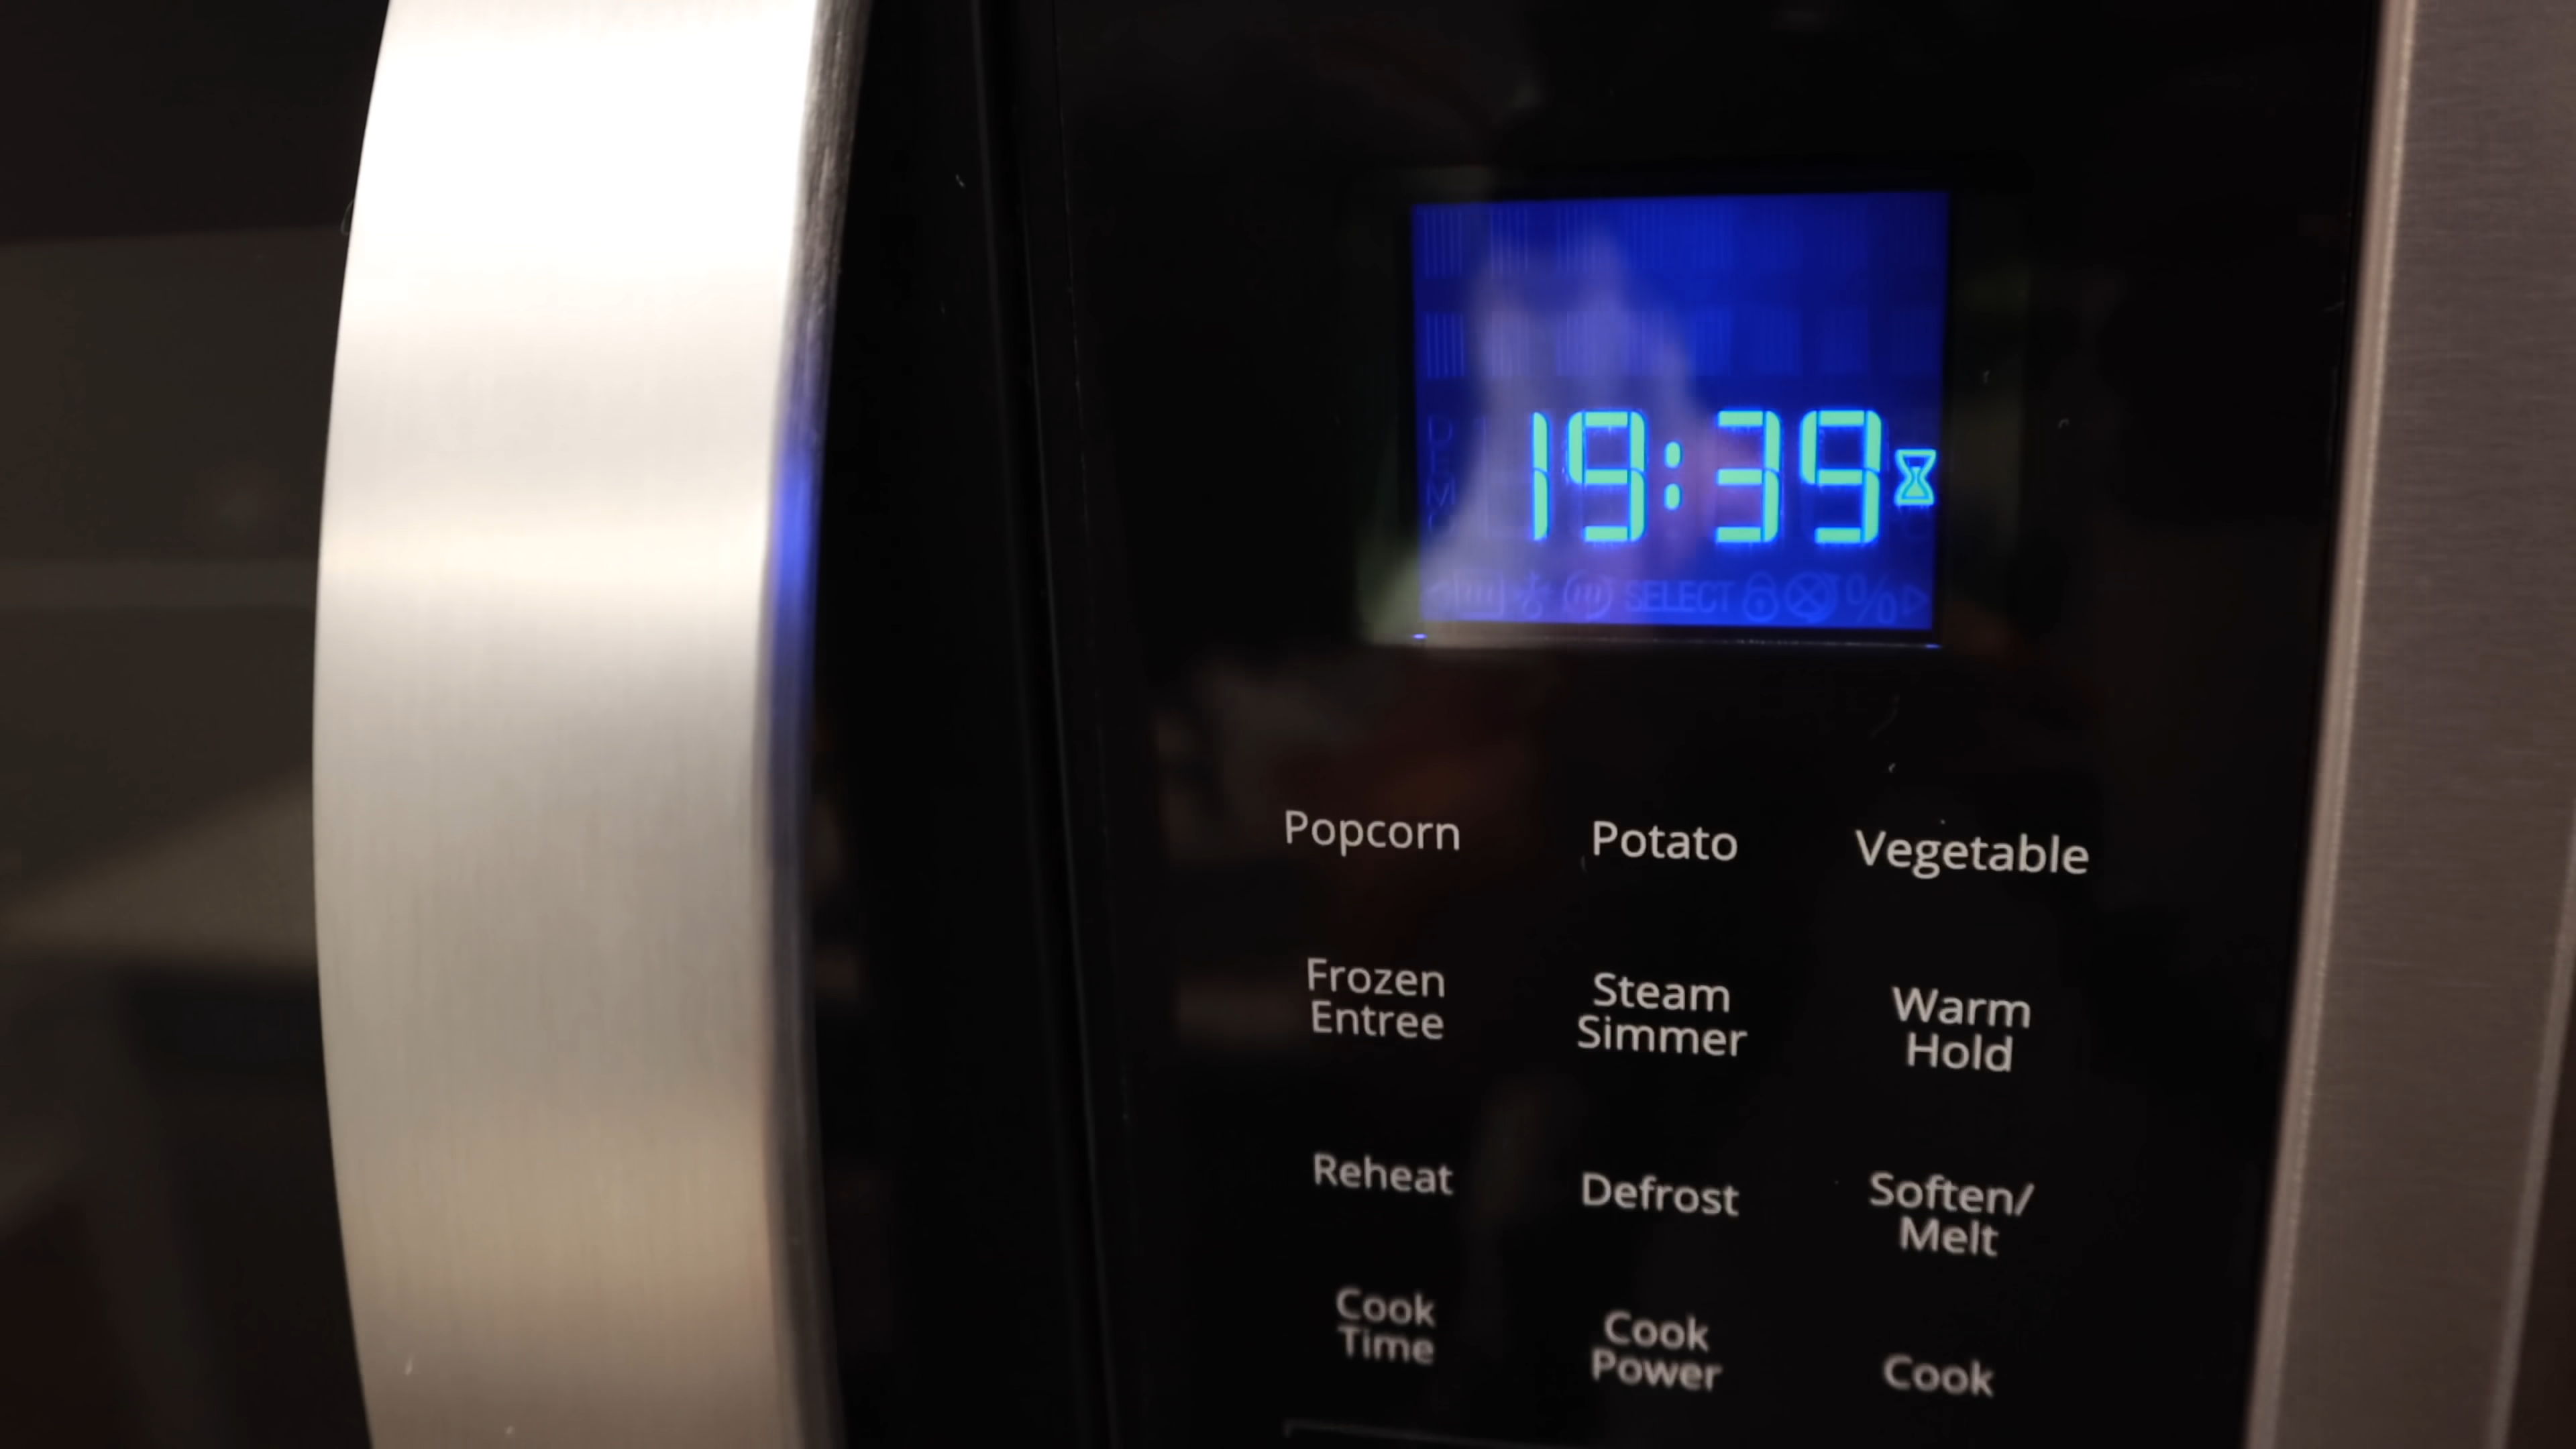 19:39
SELECT %
Popcorn Potato Vegetable
Frozen Steam Warm
Entree Simmer Hold
Reheat Defrost Soften/
Melt
Cook Cook Cook
Time Power